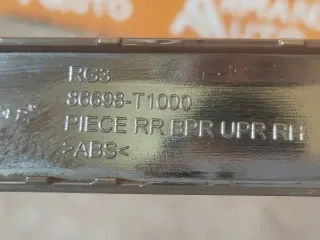 RG3
86698-T1000
PIECE RR BPR UPR RH
>ABS<